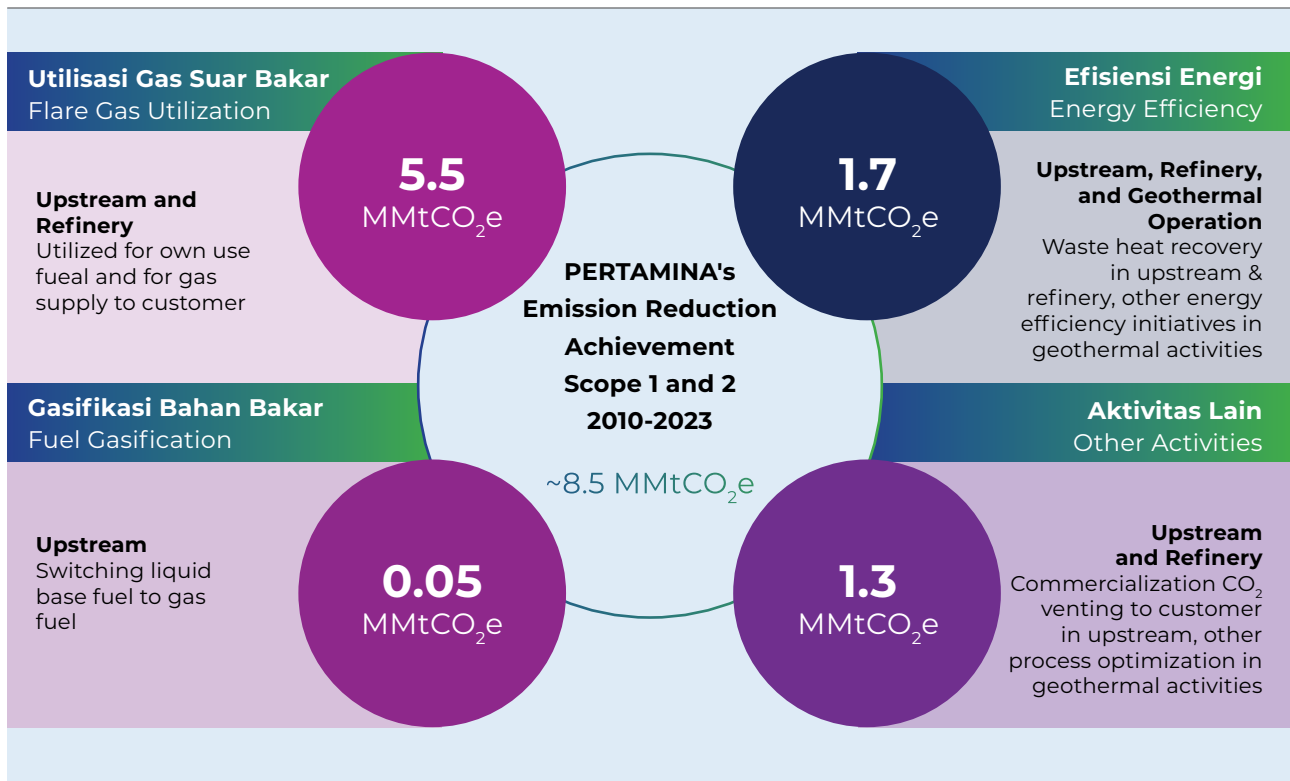 Utilisasi Gas Suar Bakar
Flare Gas Utilization
5.5
MMtCO₂e
Upstream and
Refinery
Utilized for own use
fueal and for gas
supply to customer
Efisiensi Energi
Energy Efficiency
1.7
MMtCO₂e
Upstream, Refinery,
and Geothermal
Operation
Waste heat recovery
in upstream &
refinery, other energy
efficiency initiatives in
geothermal activities
PERTAMINA's
Emission Reduction
Achievement
Scope 1 and 2
2010-2023
~8.5 MMtCO₂e
Gasifikasi Bahan Bakar
Fuel Gasification
0.05
MMtCO₂e
Upstream
Switching liquid
base fuel to gas
fuel
Aktivitas Lain
Other Activities
1.3
MMtCO₂e
Upstream
and Refinery
Commercialization CO₂
venting to customer
in upstream, other
process optimization in
geothermal activities